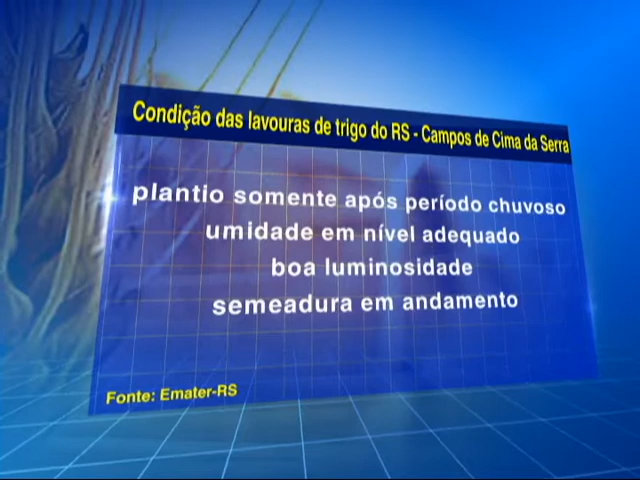 Condição das lavouras de trigo do RS - Campos de Cima da Serra
plantio somente após período chuvoso
umidade em nível adequado
boa luminosidade
semeadura em andamento
Fonte: Emater-RS